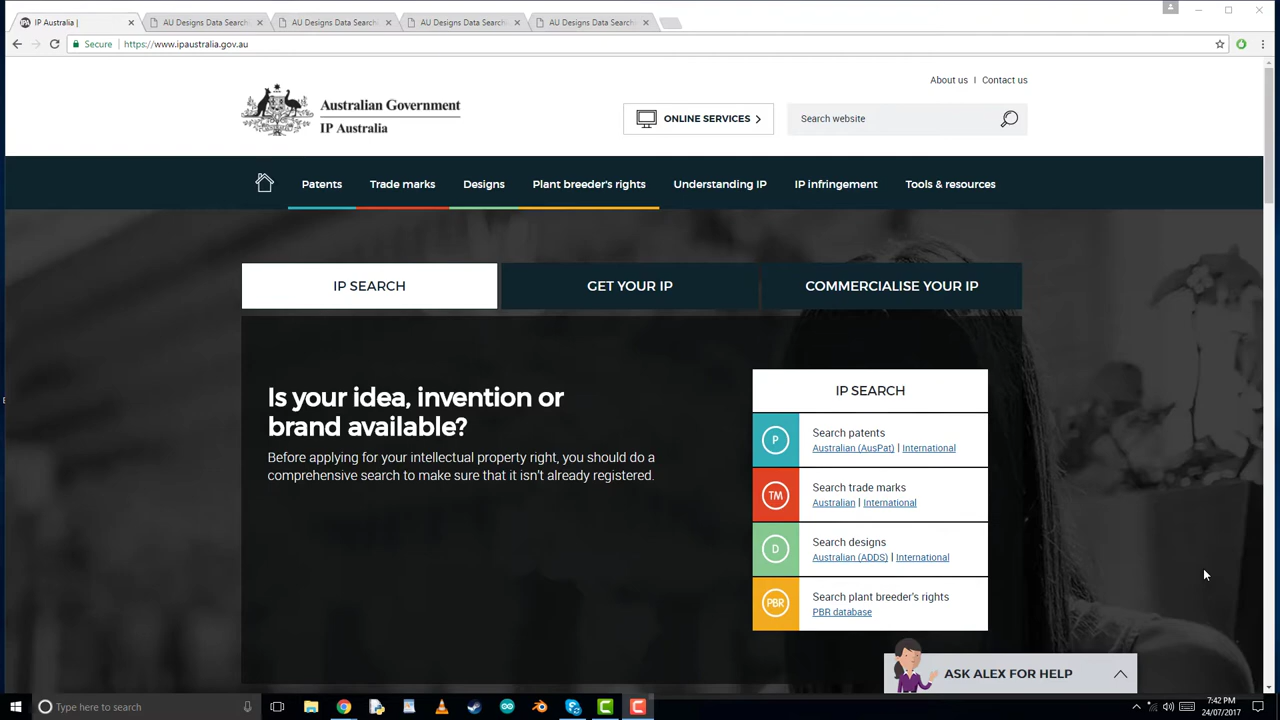 IP Australia |
AU Designs Data Search
AU Designs Data Search
AU Designs Data Search
AU Designs Data Search
Secure | https://www.ipaustralia.gov.au
About us | Contact us
Australian Government
IP Australia
ONLINE SERVICES
Search website
Patents Trade marks Designs Plant breeder's rights Understanding IP IP infringement Tools & resources
IP SEARCH GET YOUR IP COMMERCIALISE YOUR IP
Is your idea, invention or
brand available?
Before applying for your intellectual property right, you should do a
comprehensive search to make sure that it isn't already registered.
IP SEARCH
P
Search patents
Australian (AusPat) | International
TM
Search trade marks
Australian | International
D
Search designs
Australian (ADDS) | International
PBR
Search plant breeder's rights
PBR database
ASK ALEX FOR HELP
Type here to search
7:42 PM
24/07/2017